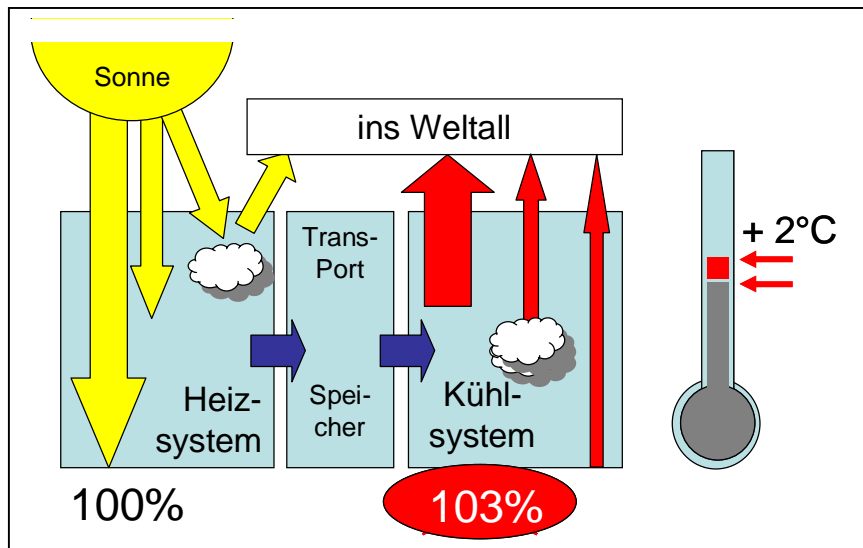 Sonne
ins Weltall
Trans-
Port
+ 2°C
Heiz-
system
Spei-
cher
Kühl-
system
100%
103%